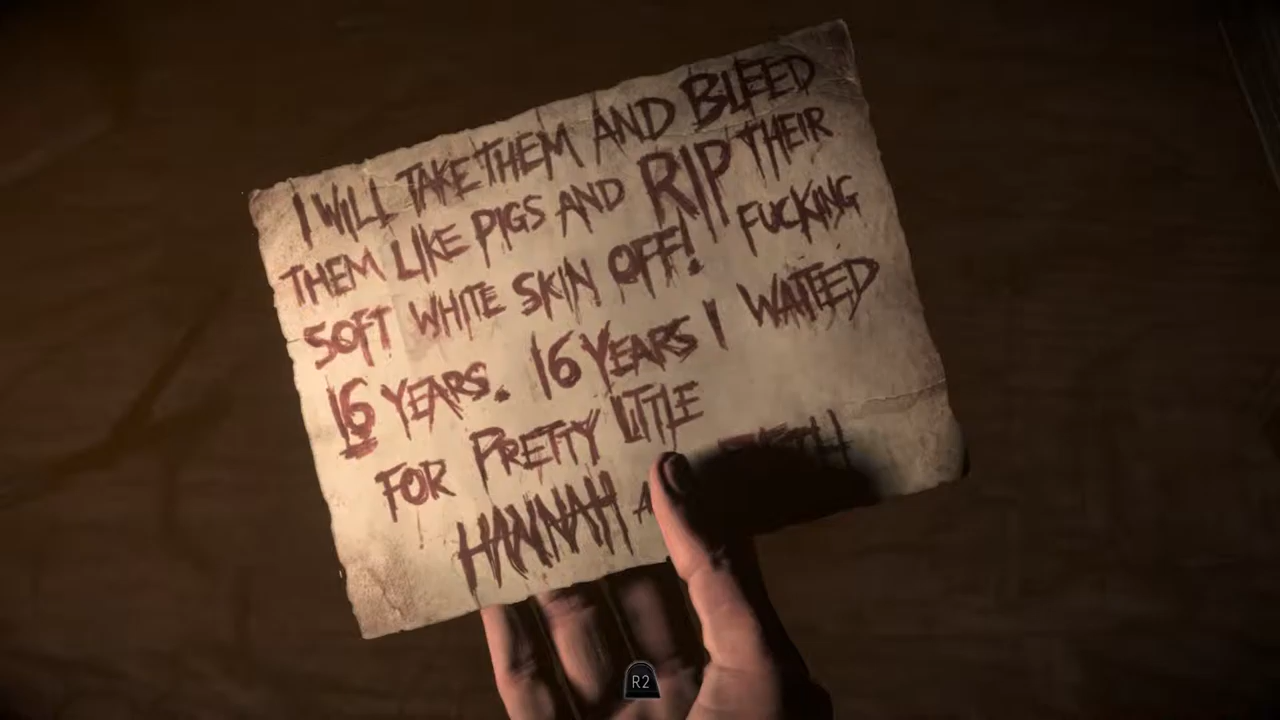 I WILL TAKE THEM AND BLEED
THEM LIKE PIGS AND RIP THEIR
SOFT WHITE SKIN OFF! FUCKING
16 YEARS. 16 YEARS I WAITED
FOR PRETTY LITTLE
HANNAH
R2